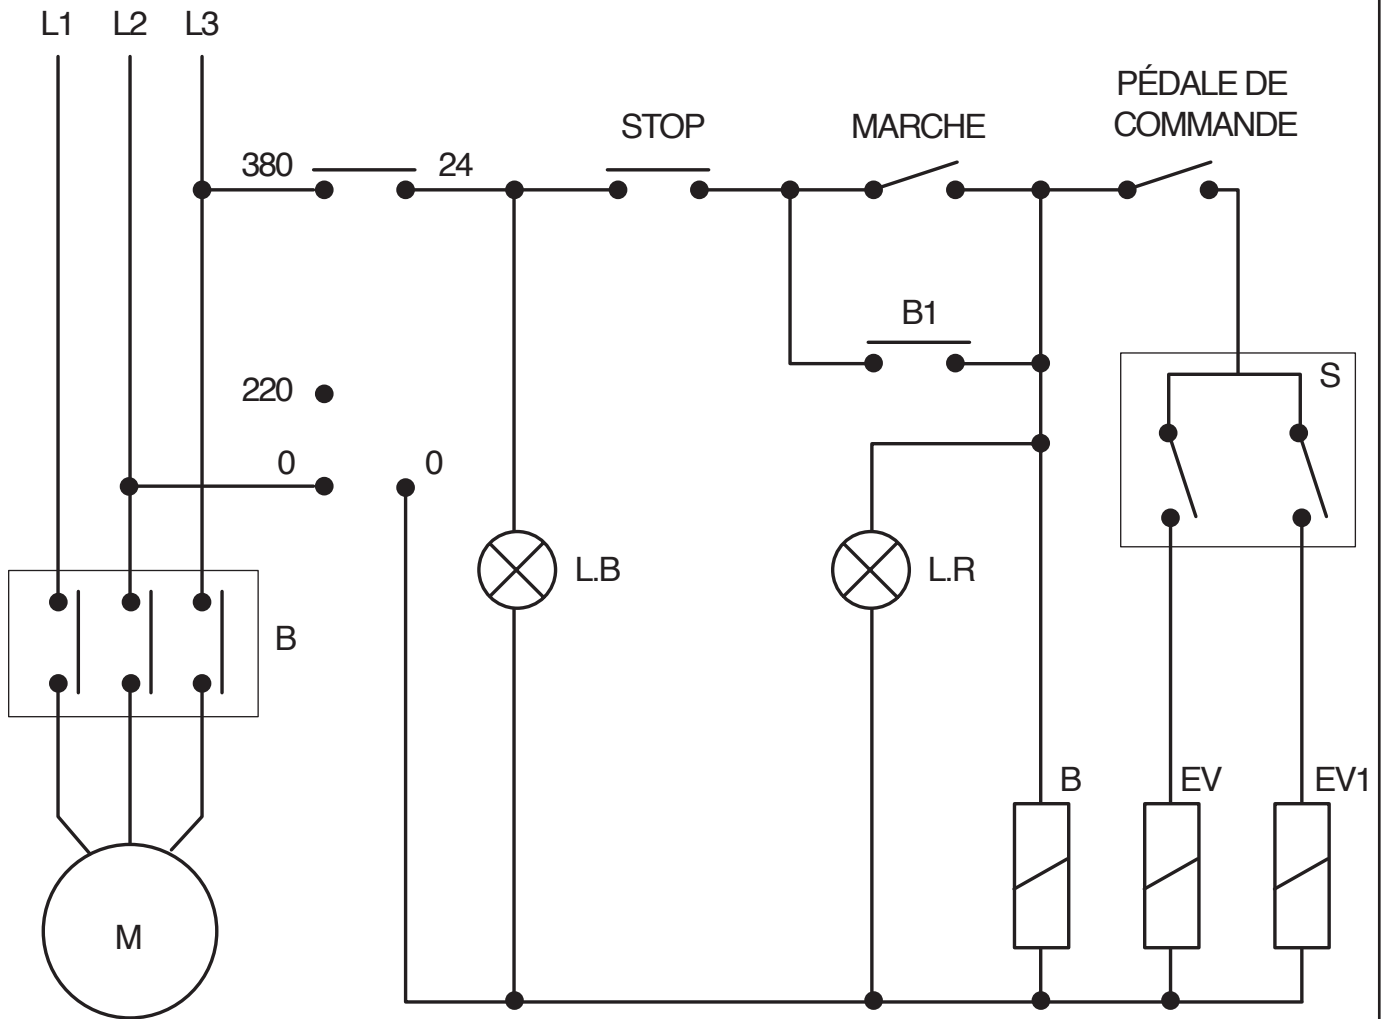 L1 L2 L3
PÉDALE DE
COMMANDE
STOP
MARCHE
380
24
B1
220
S
0
0
L.B
L.R
B
B
EV
EV1
M